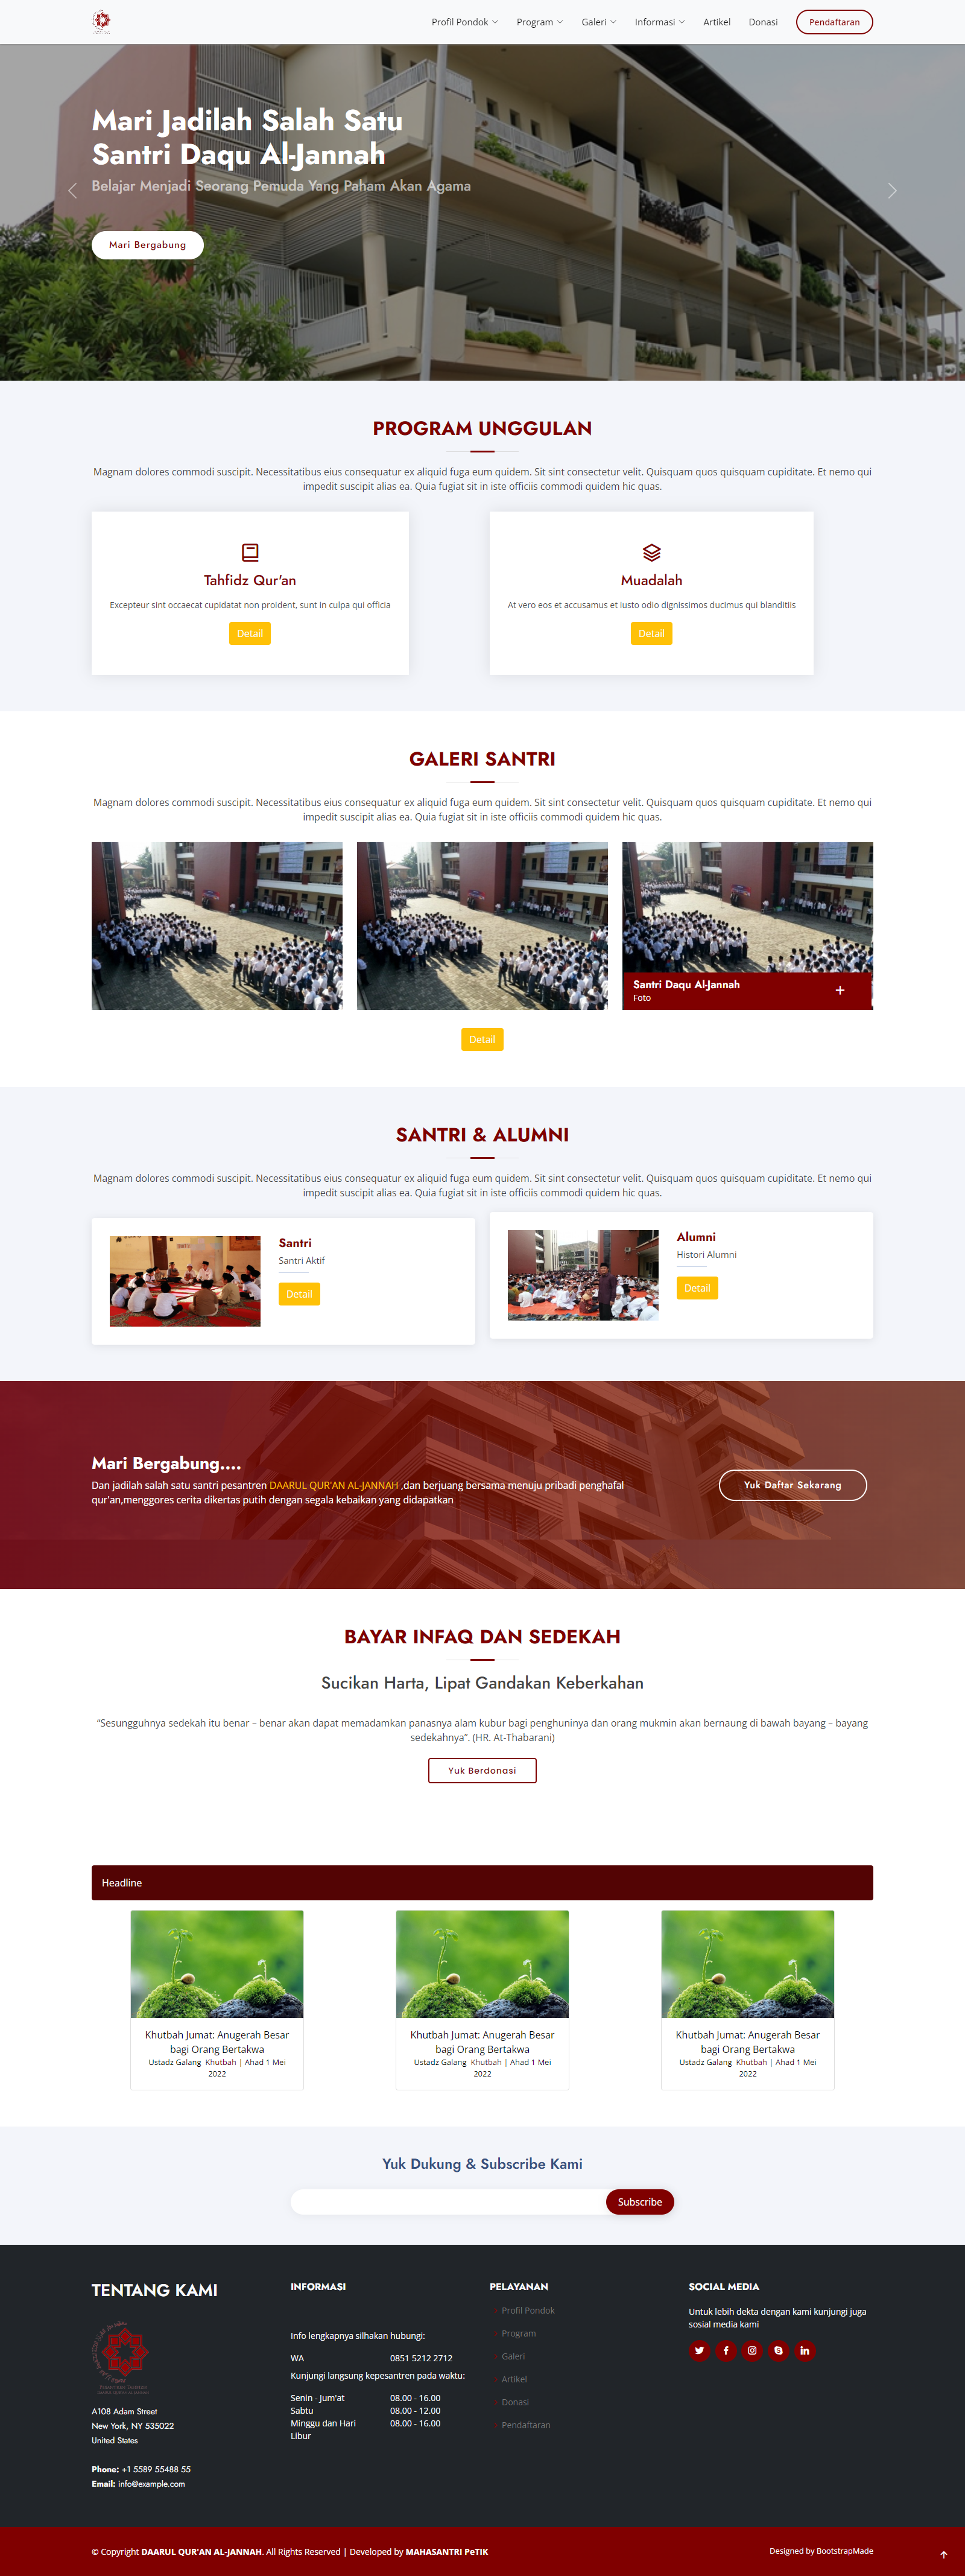 Profil Pondok Program Galeri Informasi Artikel Donasi Pendaftaran
Mari Jadilah Salah Satu
Santri Daqu Al-Jannah
Belajar Menjadi Seorang Pemuda Yang Paham Akan Agama
Mari Bergabung
PROGRAM UNGGULAN
Magnam dolores commodi suscipit. Necessitatibus eius consequatur ex aliquid fuga eum quidem. Sit sint consectetur velit. Quisquam quos quisquam cupiditate. Et nemo qui
impedit suscipit alias ea. Quia fugiat sit in iste officiis commodi quidem hic quas.
Tahfidz Qur'an
Excepteur sint occaecat cupidatat non proident, sunt in culpa qui officia
Detail
Muadalah
At vero eos et accusamus et iusto odio dignissimos ducimus qui blanditiis
Detail
GALERI SANTRI
Magnam dolores commodi suscipit. Necessitatibus eius consequatur ex aliquid fuga eum quidem. Sit sint consectetur velit. Quisquam quos quisquam cupiditate. Et nemo qui
impedit suscipit alias ea. Quia fugiat sit in iste officiis commodi quidem hic quas.
Santri Daqu Al-Jannah
Foto
Detail
SANTRI & ALUMNI
Magnam dolores commodi suscipit. Necessitatibus eius consequatur ex aliquid fuga eum quidem. Sit sint consectetur velit. Quisquam quos quisquam cupiditate. Et nemo qui
impedit suscipit alias ea. Quia fugiat sit in iste officiis commodi quidem hic quas.
Santri
Santri Aktif
Detail
Alumni
Histori Alumni
Detail
Mari Bergabung....
Dan jadilah salah satu santri pesantren DAARUL QUR'AN AL-JANNAH ,dan berjuang bersama menuju pribadi penghafal
qur'an,menggores cerita dikertas putih dengan segala kebaikan yang didapatkan
Yuk Daftar Sekarang
BAYAR INFAQ DAN SEDEKAH
Sucikan Harta, Lipat Gandakan Keberkahan
“Sesungguhnya sedekah itu benar – benar akan dapat memadamkan panasnya alam kubur bagi penghuninya dan orang mukmin akan bernaung di bawah bayang – bayang
sedekahnya”. (HR. At-Thabarani)
Yuk Berdonasi
Headline
Khutbah Jumat: Anugerah Besar
bagi Orang Bertakwa
Ustadz Galang Khutbah | Ahad 1 Mei
2022
Khutbah Jumat: Anugerah Besar
bagi Orang Bertakwa
Ustadz Galang Khutbah | Ahad 1 Mei
2022
Khutbah Jumat: Anugerah Besar
bagi Orang Bertakwa
Ustadz Galang Khutbah | Ahad 1 Mei
2022
Yuk Dukung & Subscribe Kami
Subscribe
TENTANG KAMI
A108 Adam Street
New York, NY 535022
United States
Phone: +1 5589 55488 55
Email: info@example.com
INFORMASI
Info lengkapnya silhakan hubungi:
WA 0851 5212 2712
Kunjungi langsung kepesantren pada waktu:
Senin - Jum'at 08.00 - 16.00
Sabtu 08.00 - 12.00
Minggu dan Hari 08.00 - 16.00
Libur
PELAYANAN
Profil Pondok
Program
Galeri
Artikel
Donasi
Pendaftaran
SOCIAL MEDIA
Untuk lebih dekta dengan kami kunjungi juga
sosial media kami
© Copyright DAARUL QUR'AN AL-JANNAH. All Rights Reserved | Developed by MAHASANTRI PeTIK
Designed by BootstrapMade